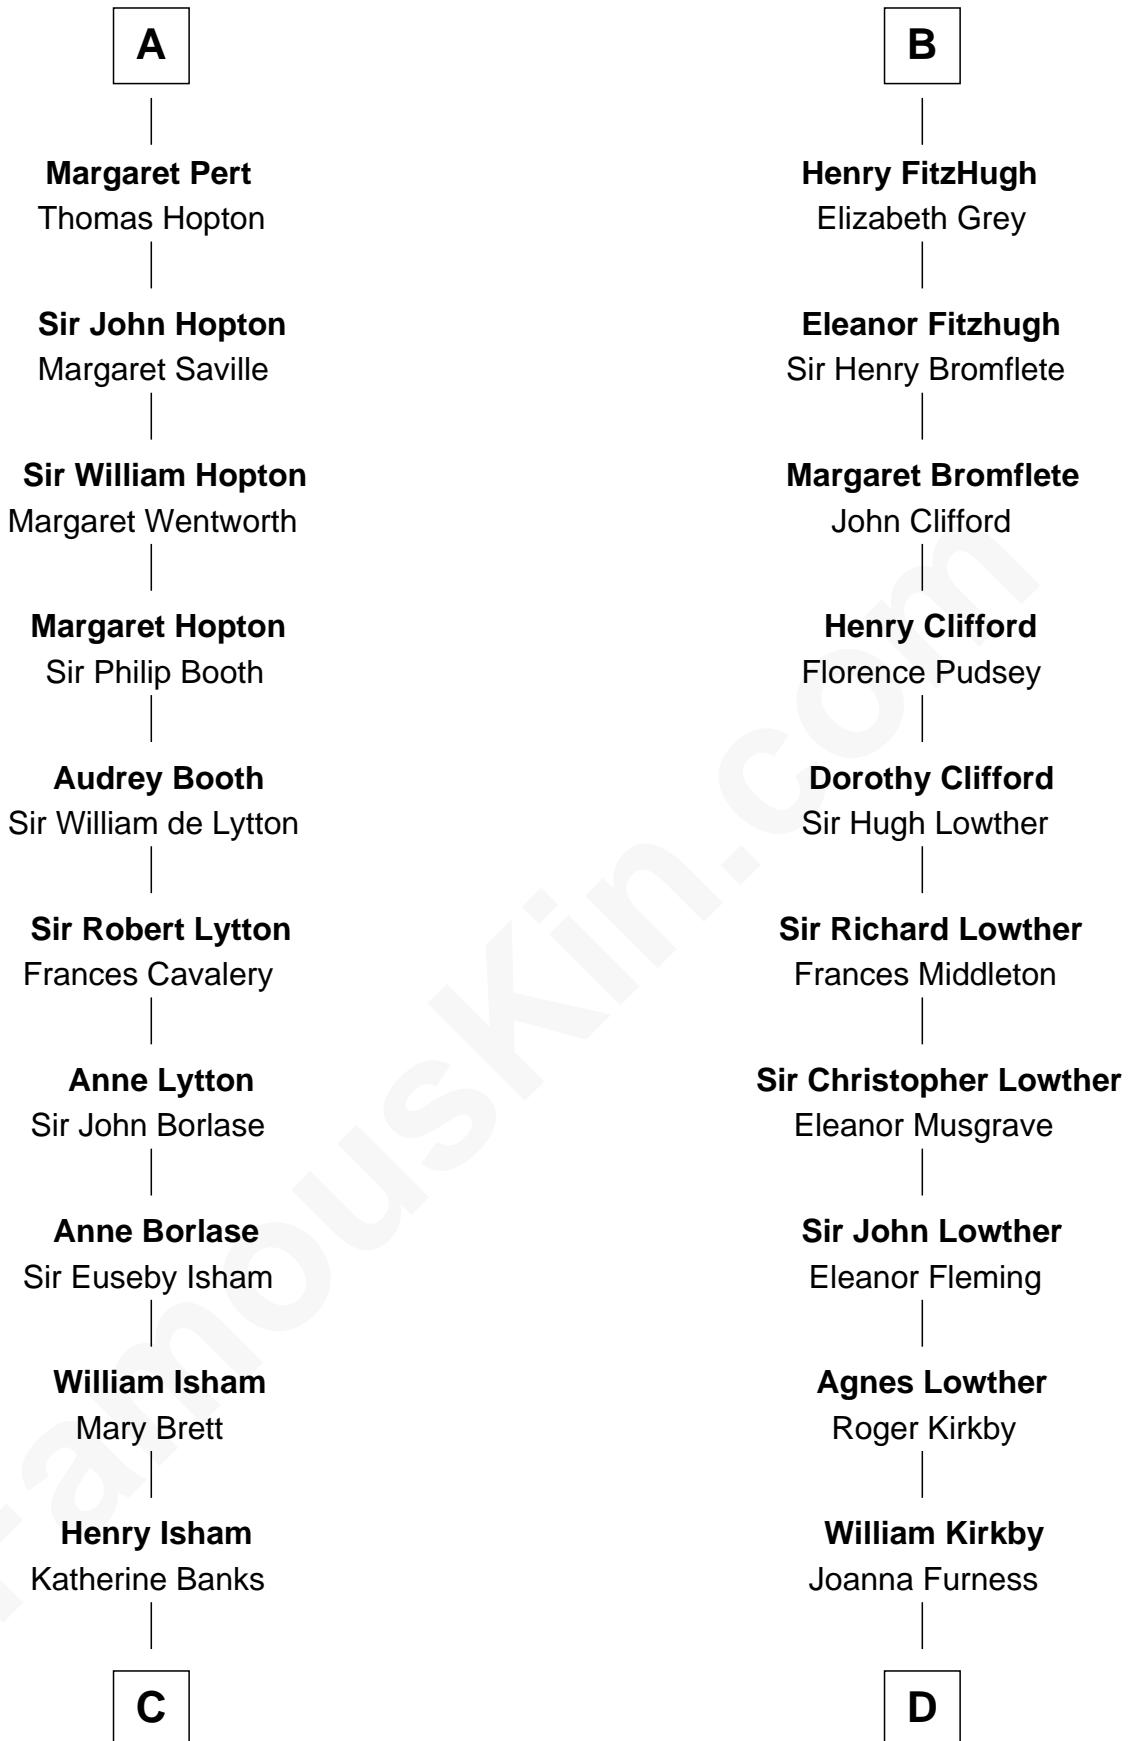 A
Margaret Pert
Thomas Hopton
Sir John Hopton
Margaret Saville
Sir William Hopton
Margaret Wentworth
Margaret Hopton
Sir Philip Booth
Audrey Booth
Sir William de Lytton
Sir Robert Lytton
Frances Cavalery
Anne Lytton
Sir John Borlase
Anne Borlase
Sir Euseby Isham
William Isham
Mary Brett
Henry Isham
Katherine Banks
C
B
Henry FitzHugh
Elizabeth Grey
Eleanor Fitzhugh
Sir Henry Bromflete
Margaret Bromflete
John Clifford
Henry Clifford
Florence Pudsey
Dorothy Clifford
Sir Hugh Lowther
Sir Richard Lowther
Frances Middleton
Sir Christopher Lowther
Eleanor Musgrave
Sir John Lowther
Eleanor Fleming
Agnes Lowther
Roger Kirkby
William Kirkby
Joanna Furness
D
FamousKin.com